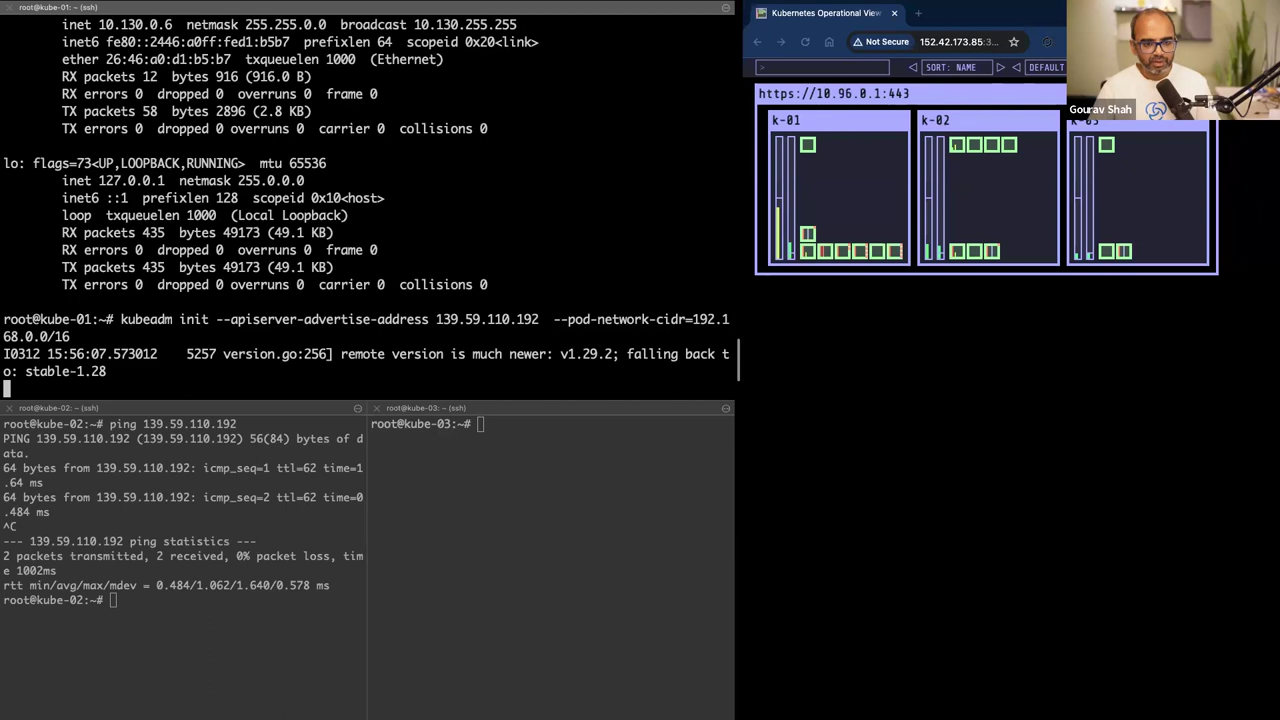 root@kube-01: ~ (ssh)
inet 10.130.0.6 netmask 255.255.0.0 broadcast 10.130.255.255
inet6 fe80::2446:a0ff:fed1:b5b7 prefixlen 64 scopeid 0x20<link>
ether 26:46:a0:d1:b5:b7 txqueuelen 1000 (Ethernet)
RX packets 12 bytes 916 (916.0 B)
RX errors 0 dropped 0 overruns 0 frame 0
TX packets 58 bytes 2896 (2.8 KB)
TX errors 0 dropped 0 overruns 0 carrier 0 collisions 0
lo: flags=73<UP,LOOPBACK,RUNNING> mtu 65536
inet 127.0.0.1 netmask 255.0.0.0
inet6 ::1 prefixlen 128 scopeid 0x10<host>
loop txqueuelen 1000 (Local Loopback)
RX packets 435 bytes 49173 (49.1 KB)
RX errors 0 dropped 0 overruns 0 frame 0
TX packets 435 bytes 49173 (49.1 KB)
TX errors 0 dropped 0 overruns 0 carrier 0 collisions 0
root@kube-01:~# kubeadm init --apiserver-advertise-address 139.59.110.192 --pod-network-cidr=192.1
68.0.0/16
I0312 15:56:07.573012 5257 version.go:256] remote version is much newer: v1.29.2; falling back t
o: stable-1.28
root@kube-02: ~ (ssh)
root@kube-02:~# ping 139.59.110.192
PING 139.59.110.192 (139.59.110.192) 56(84) bytes of d
ata.
64 bytes from 139.59.110.192: icmp_seq=1 ttl=62 time=1
.64 ms
64 bytes from 139.59.110.192: icmp_seq=2 ttl=62 time=0
.484 ms
^C
--- 139.59.110.192 ping statistics ---
2 packets transmitted, 2 received, 0% packet loss, tim
e 1002ms
rtt min/avg/max/mdev = 0.484/1.062/1.640/0.578 ms
root@kube-02:~#
root@kube-03: ~ (ssh)
root@kube-03:~#
Kubernetes Operational View
Not Secure 152.42.173.85:3...
> SORT: NAME DEFAULT
https://10.96.0.1:443
k-01 k-02
Gourav Shah